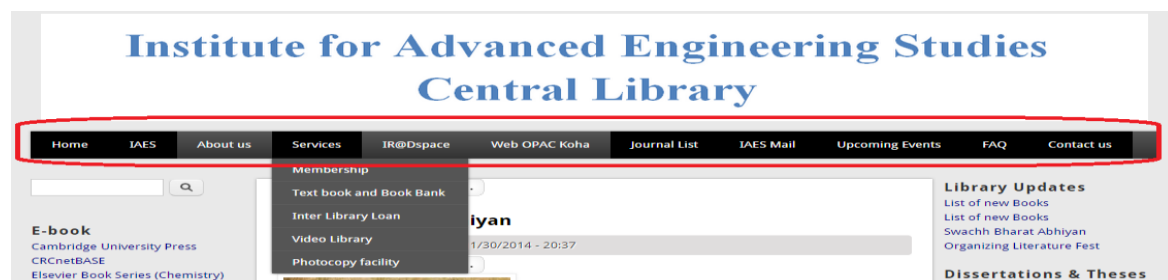 Institute for Advanced Engineering Studies
Central Library
Home IAES About us Services IR@Dspace Web OPAC Koha Journal List IAES Mail Upcoming Events FAQ Contact us
Membership
Text book and Book Bank
Inter Library Loan
Video Library
Photocopy facility
E-book
Cambridge University Press
CRCnetBASE
Elsevier Book Series (Chemistry)
iyan
1/30/2014 - 20:37
Library Updates
List of new Books
List of new Books
Swachh Bharat Abhiyan
Organizing Literature Fest
Dissertations & Theses